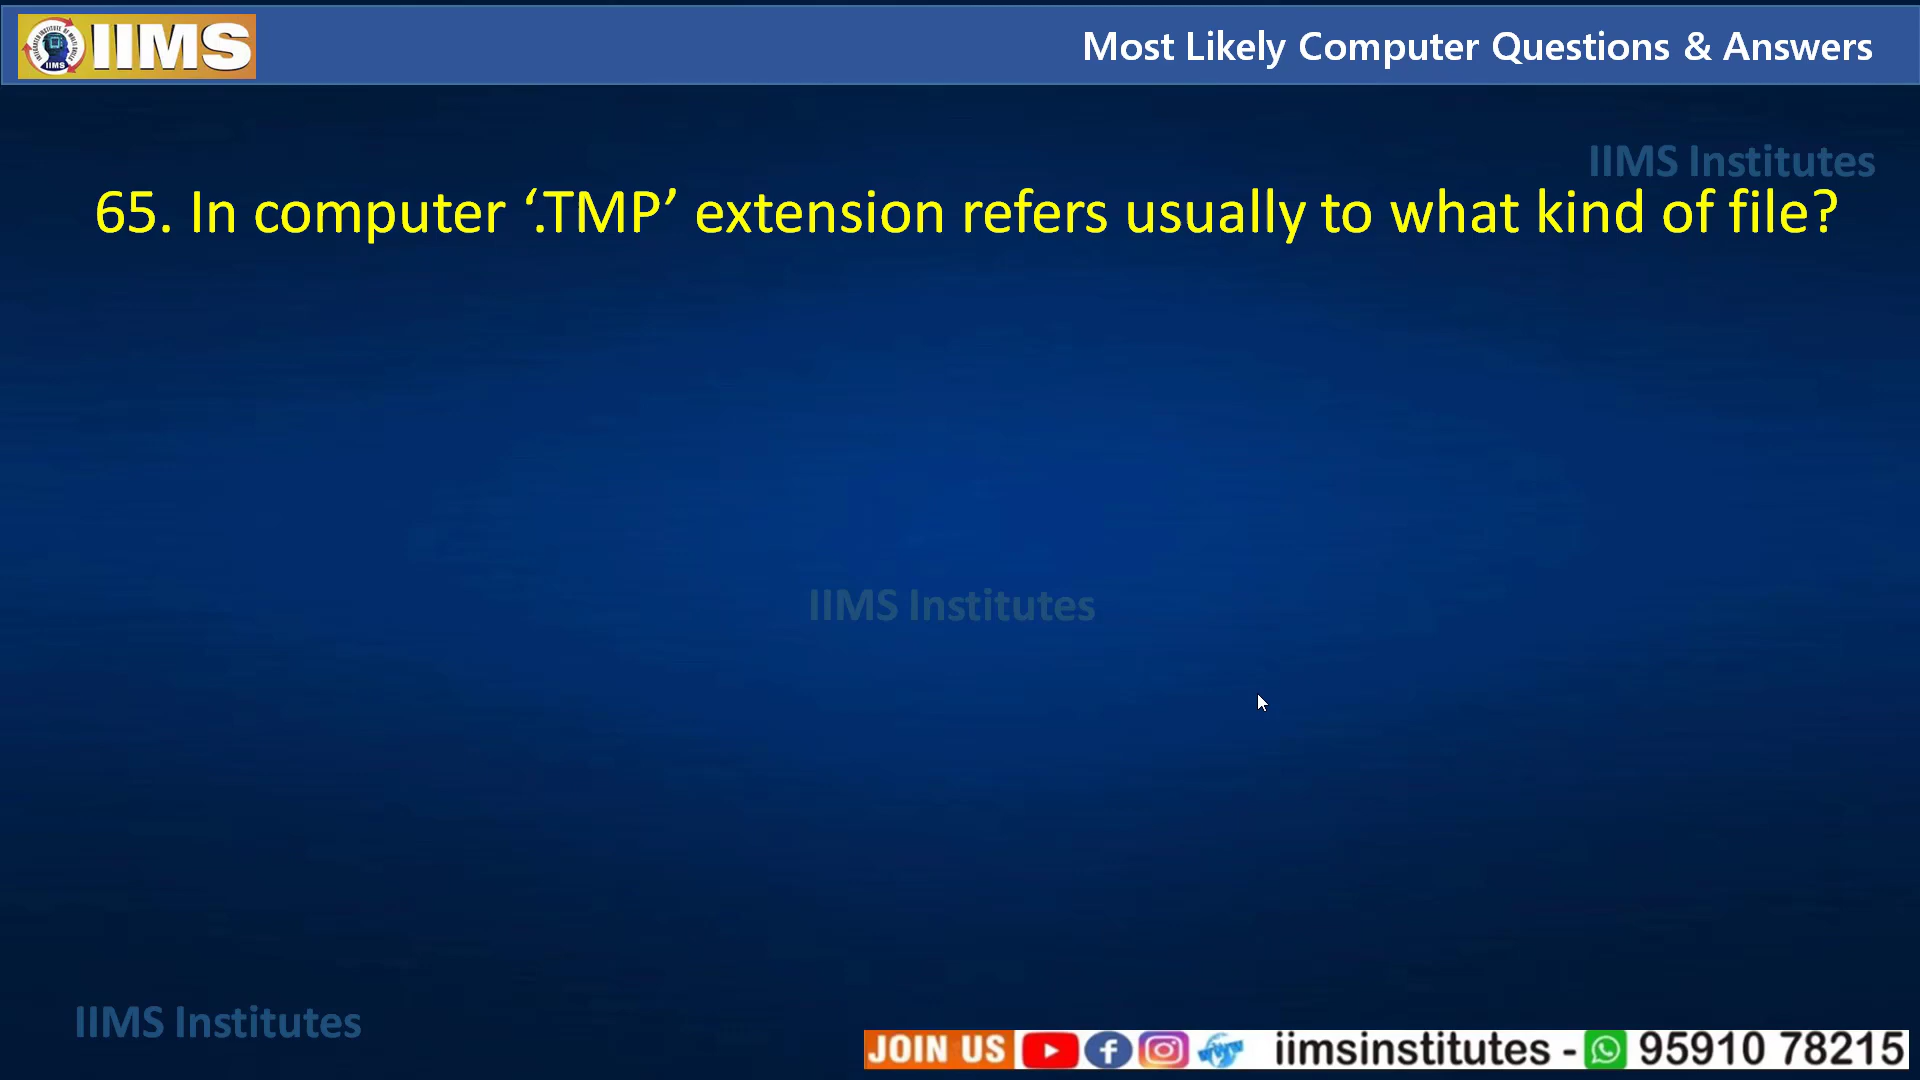 IIMS
IIMS
Most Likely Computer Questions & Answers
IIMS Institutes
65. In computer ‘.TMP’ extension refers usually to what kind of file?
IIMS Institutes
IIMS Institutes
JOIN US iimsinstitutes - 95910 78215